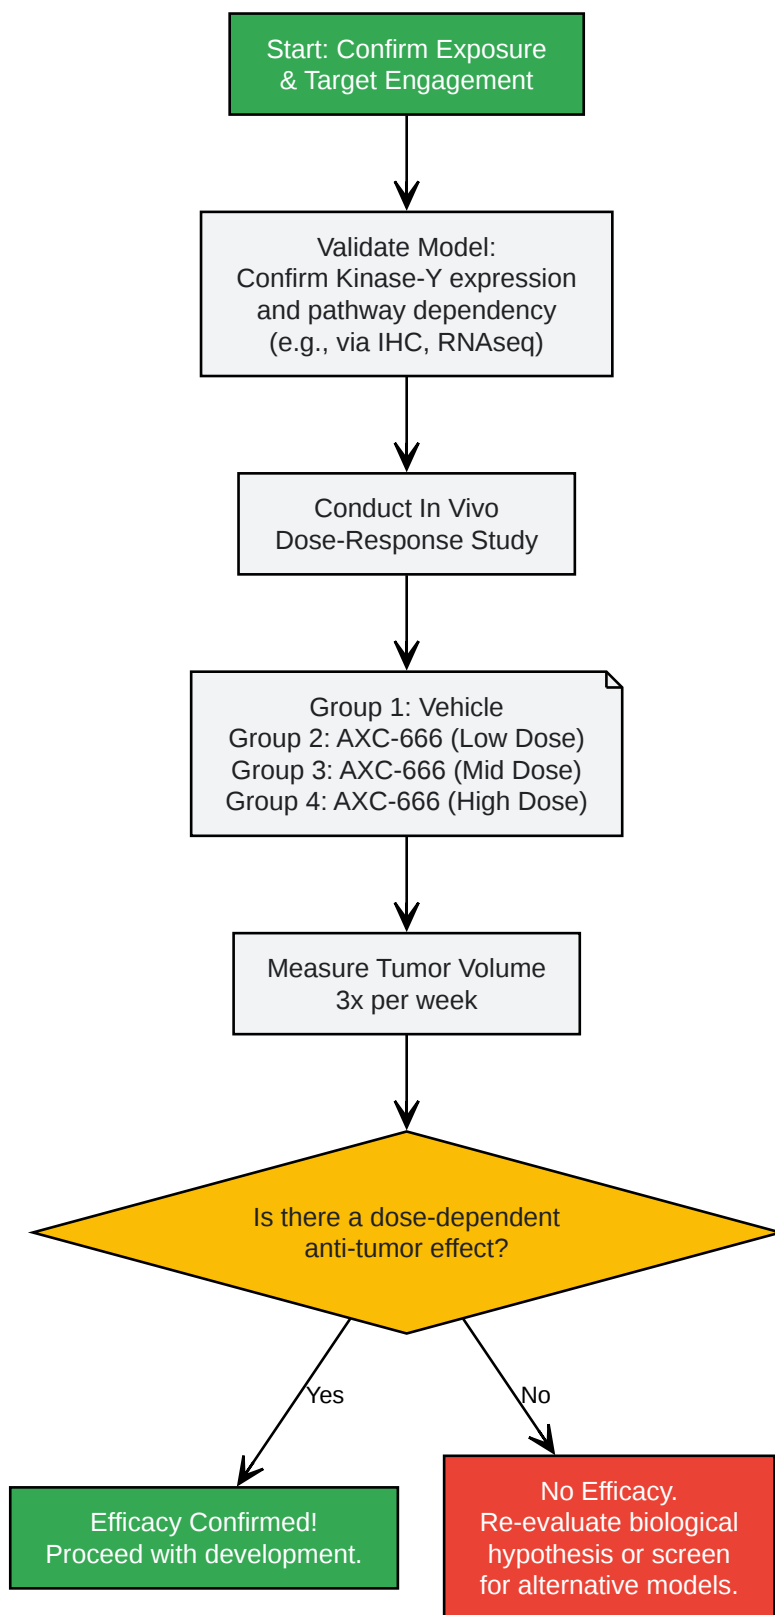 Start: Confirm Exposure
& Target Engagement
Validate Model:
Confirm Kinase-Y expression
and pathway dependency
(e.g., via IHC, RNAseq)
Conduct In Vivo
Dose-Response Study
Group 1: Vehicle
Group 2: AXC-666 (Low Dose)
Group 3: AXC-666 (Mid Dose)
Group 4: AXC-666 (High Dose)
Measure Tumor Volume
3x per week
Is there a dose-dependent
anti-tumor effect?
Yes
No
Efficacy Confirmed!
Proceed with development.
No Efficacy.
Re-evaluate biological
hypothesis or screen
for alternative models.